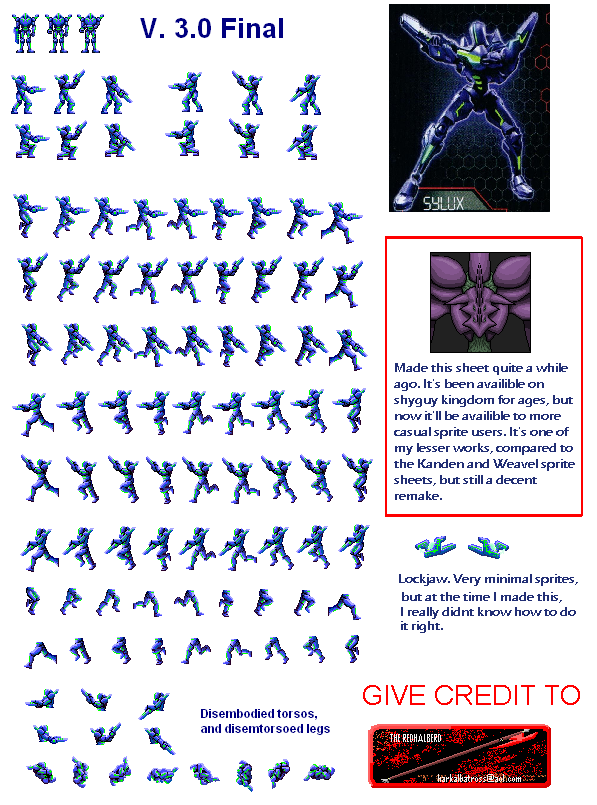 V. 3.0 Final
SYLUX
Made this sheet quite a while
ago. It's been availible on
shyguy kingdom for ages, but
now it'll be availible to more
casual sprite users. It's one of
my lesser works, compared to
the Kanden and Weavel sprite
sheets, but still a decent
remake.
Lockjaw. Very minimal sprites,
but at the time I made this,
I really didnt know how to do
it right.
GIVE CREDIT TO
Disembodied torsos,
and disemtorsoed legs
THE REDHALBERD
karkalbatross@aol.com